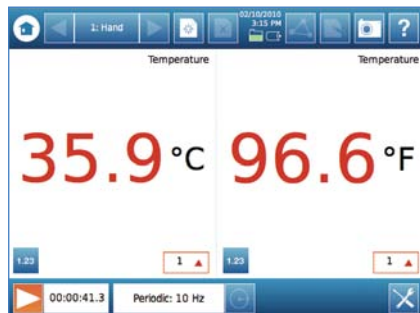 1: Hand
02/10/2010
3:15 PM
?
Temperature
Temperature
35.9 °C
96.6 °F
1.23
1
1.23
1
00:00:41.3
Periodic: 10 Hz